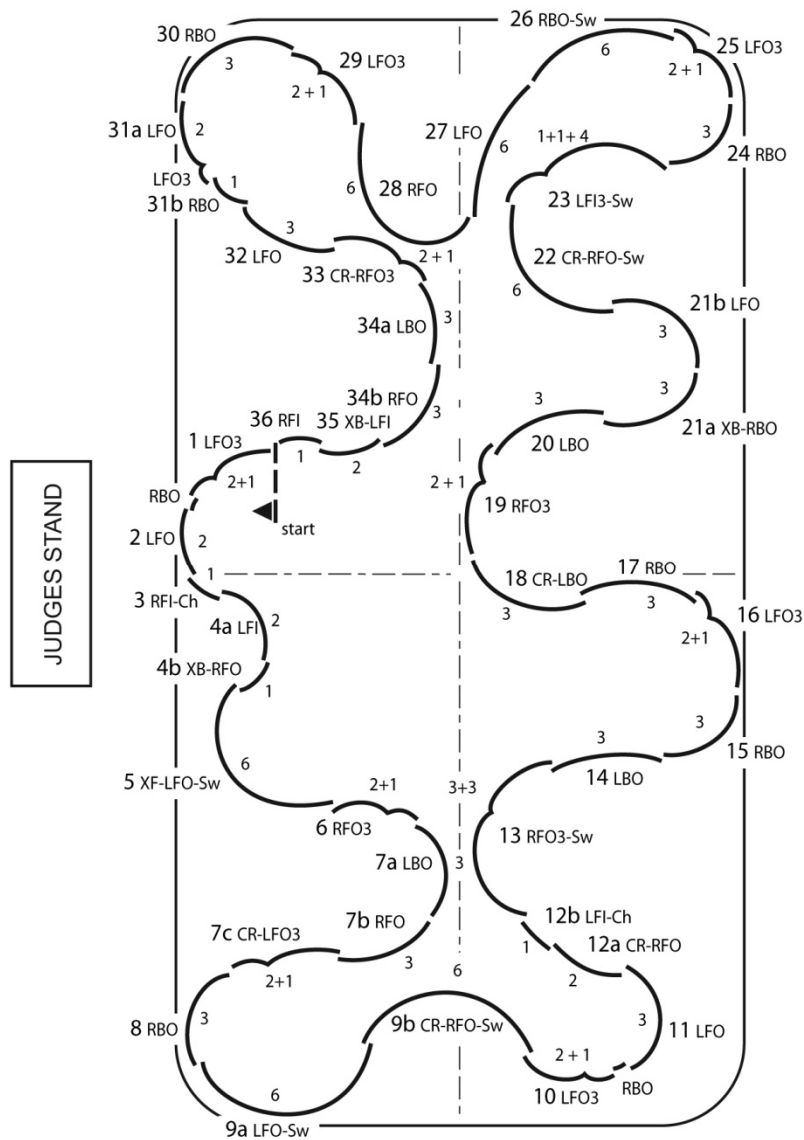 26 RBO-Sw
30 RBO
6
25 LFO3
3
29 LFO3
2 + 1
2 + 1
31a LFO
2
27 LFO
6
1+1+ 4
3
24 RBO
LFO3
1
31b RBO
6
28 RFO
23 LFI3-Sw
3
32 LFO
2 + 1
22 CR-RFO-Sw
33 CR-RFO3
6
21b LFO
34a LBO
3
3
34b RFO
3
3
3
21a XB-RBO
36 RFI
35 XB-LFI
20 LBO
1 LFO3
1
2
2+1
2 + 1
RBO
19 RFO3
start
2 LFO
2
JUDGES STAND
1
18 CR-LBO
17 RBO
3 RFI-Ch
3
3
16 LFO3
4a LFI
2
2+1
4b XB-RFO
1
3
3
15 RBO
5 XF-LFO-Sw
6
2+1
3+3
14 LBO
6 RFO3
13 RFO3-Sw
7a LBO
3
12b LFI-Ch
7c CR-LFO3
7b RFO
12a CR-RFO
1
2+1
3
6
2
8 RBO
3
9b CR-RFO-Sw
3
11 LFO
2 + 1
6
10 LFO3
RBO
9a LFO-Sw